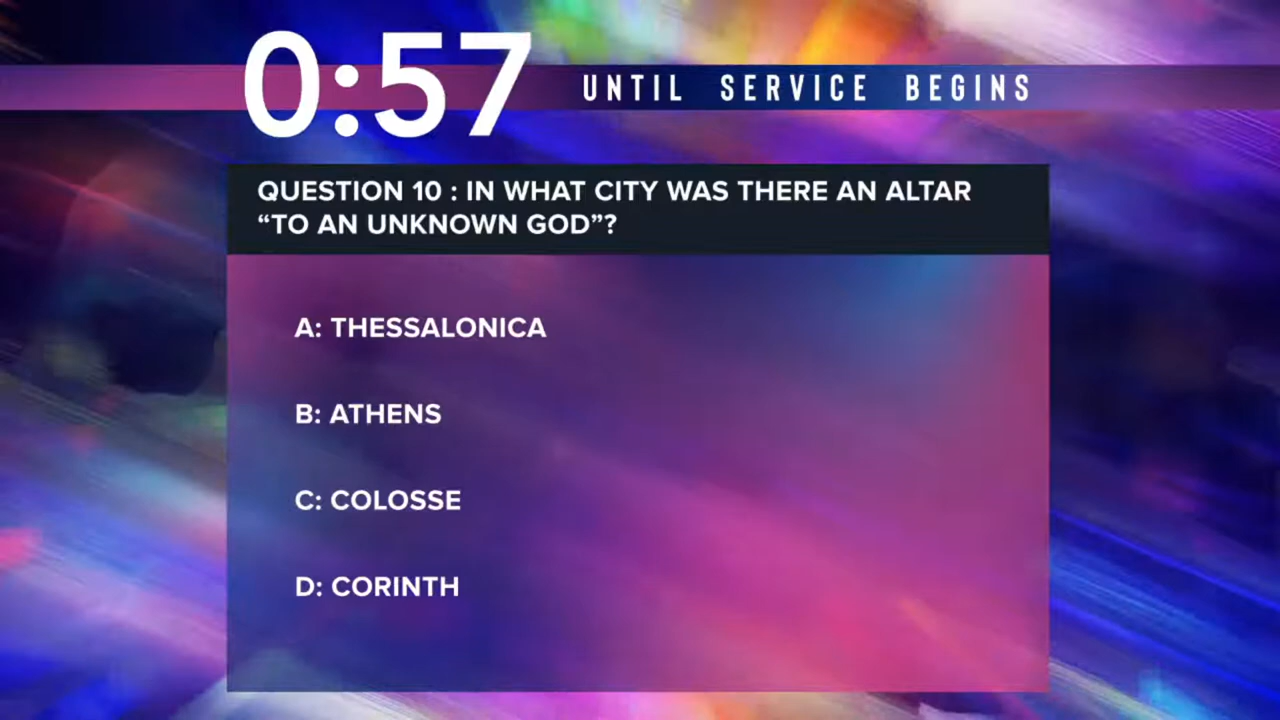 0:57 UNTIL SERVICE BEGINS
QUESTION 10 : IN WHAT CITY WAS THERE AN ALTAR
“TO AN UNKNOWN GOD”?
A: THESSALONICA
B: ATHENS
C: COLOSSE
D: CORINTH